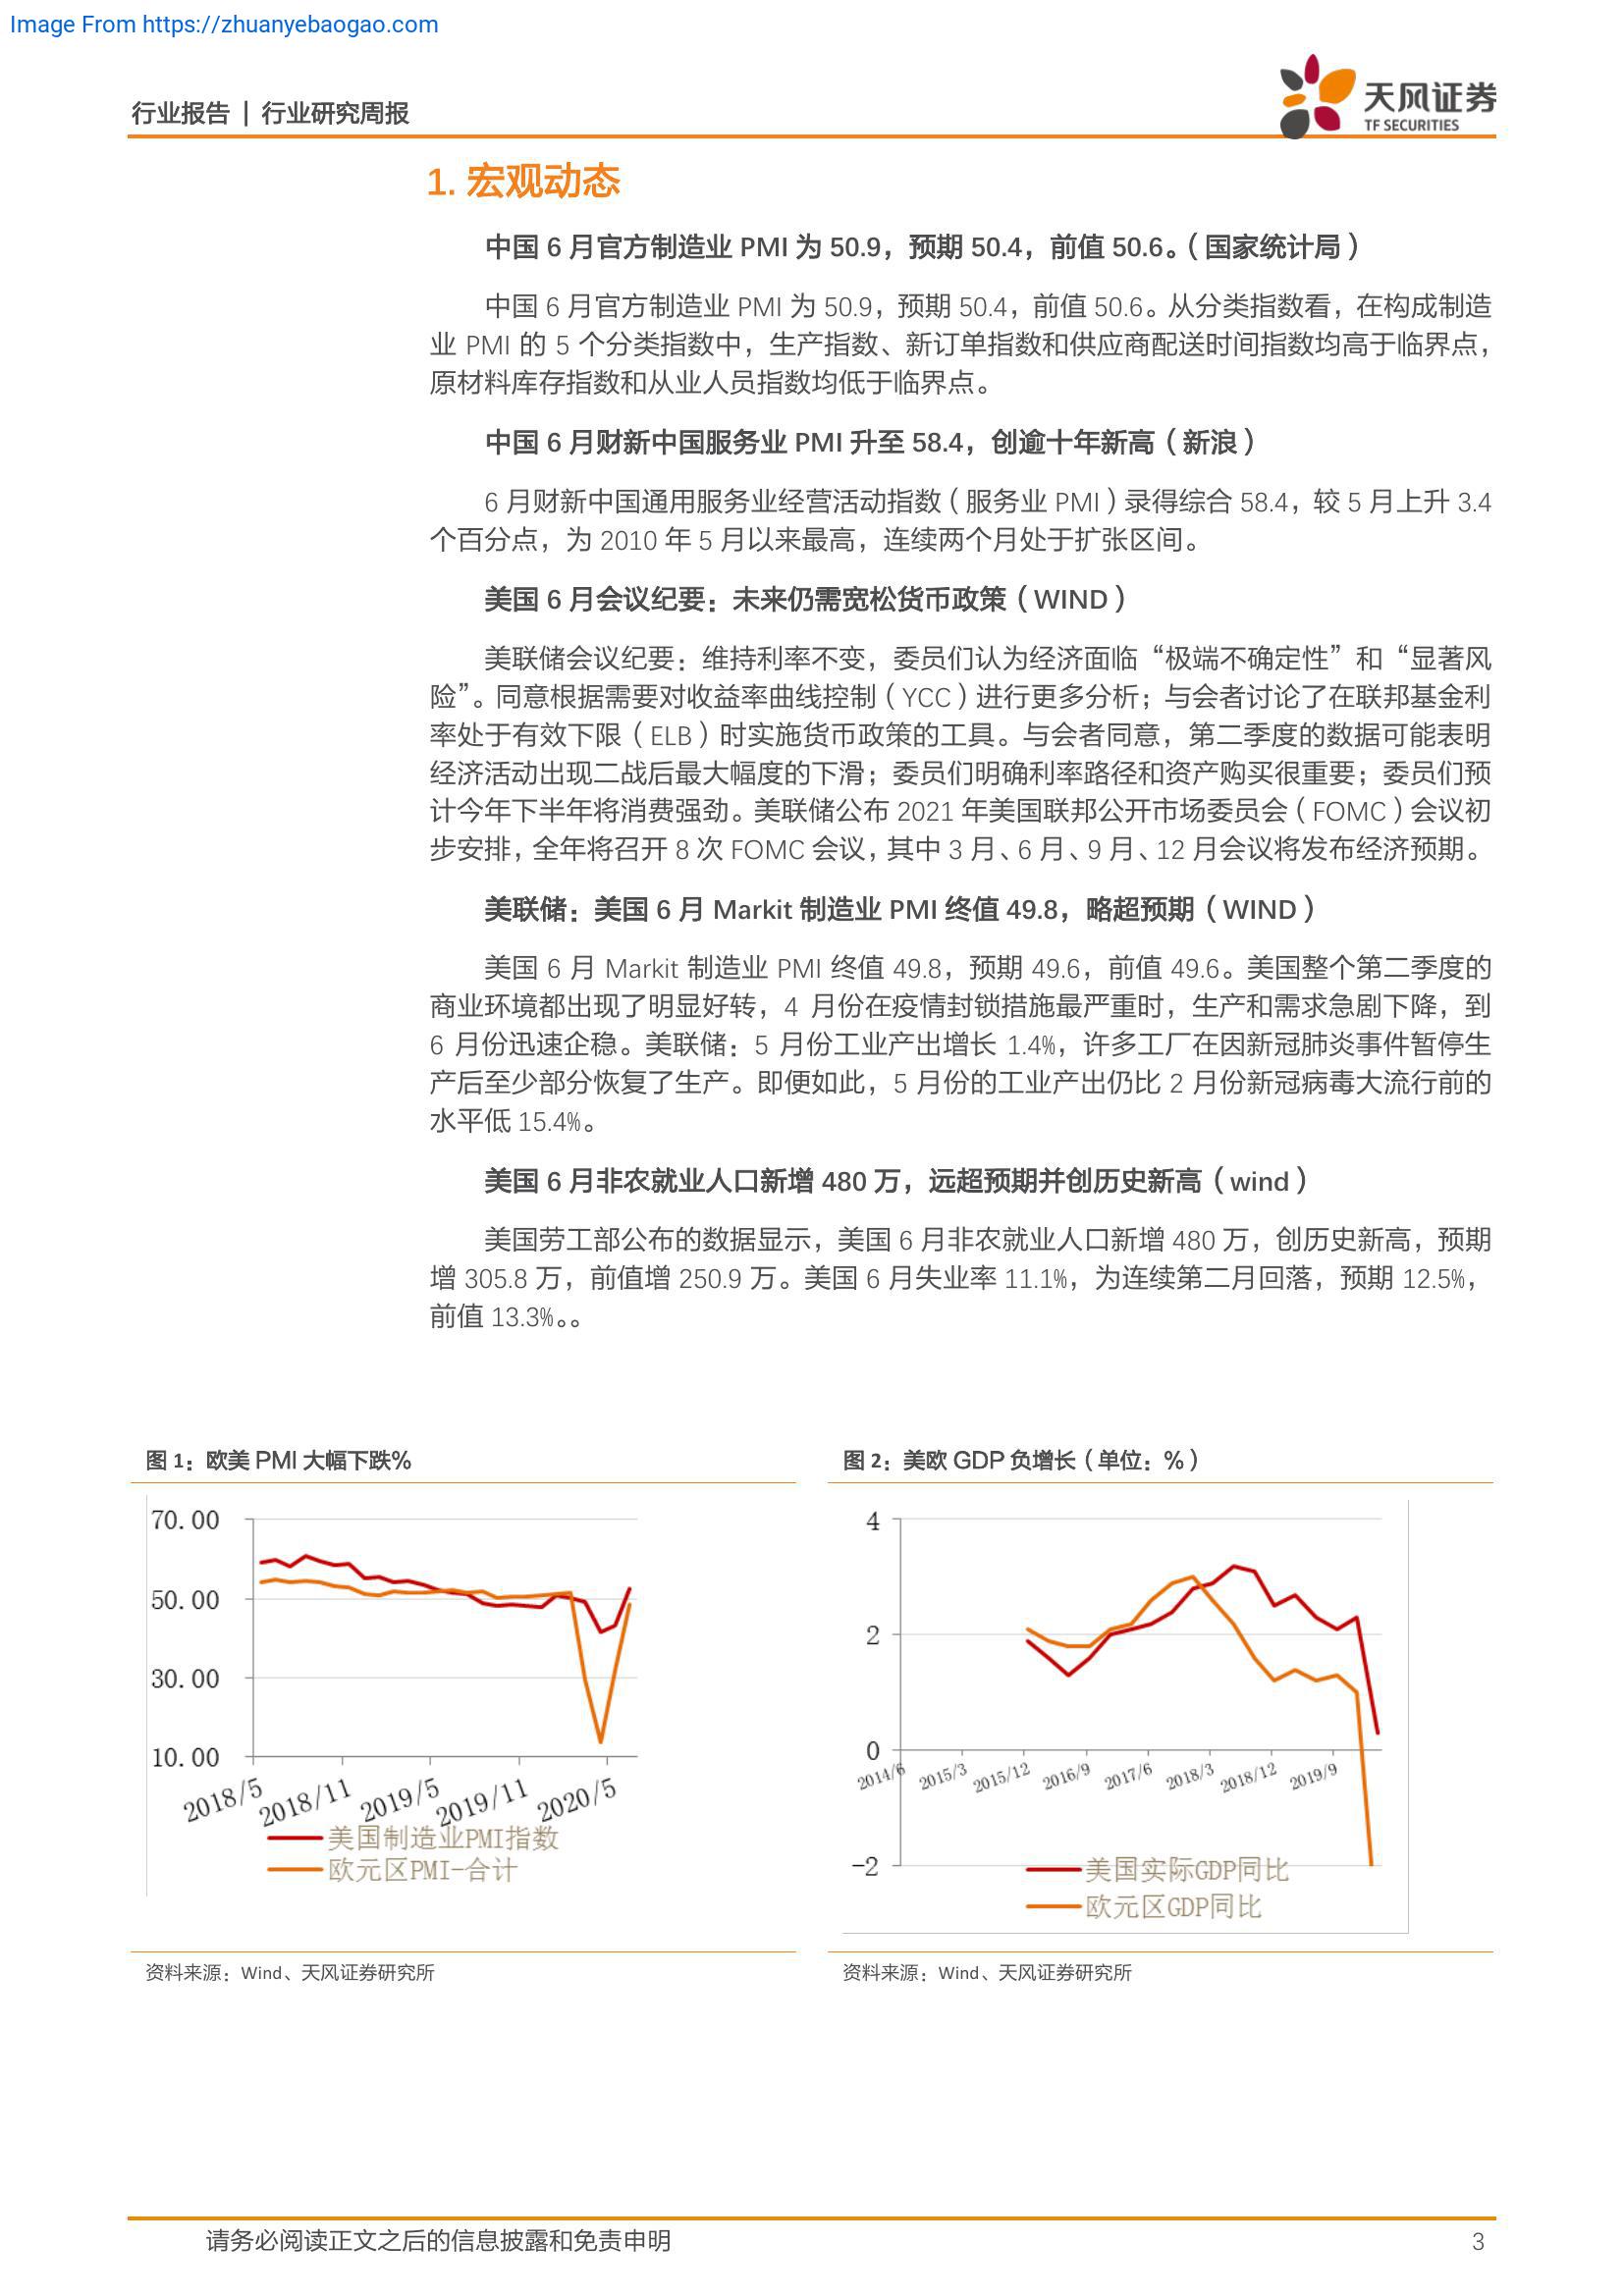 Image From https://zhuanyebaogao.com
行业报告 | 行业研究周报
天风证券
TF SECURITIES
1. 宏观动态
中国 6 月官方制造业 PMI 为 50.9，预期 50.4，前值 50.6。（国家统计局）
中国 6 月官方制造业 PMI 为 50.9，预期 50.4，前值 50.6。从分类指数看，在构成制造
业 PMI 的 5 个分类指数中，生产指数、新订单指数和供应商配送时间指数均高于临界点，
原材料库存指数和从业人员指数均低于临界点。
中国 6 月财新中国服务业 PMI 升至 58.4，创逾十年新高（新浪）
6 月财新中国通用服务业经营活动指数（服务业 PMI）录得综合 58.4，较 5 月上升 3.4
个百分点，为 2010 年 5 月以来最高，连续两个月处于扩张区间。
美国 6 月会议纪要：未来仍需宽松货币政策（WIND）
美联储会议纪要：维持利率不变，委员们认为经济面临“极端不确定性”和“显著风
险”。同意根据需要对收益率曲线控制（YCC）进行更多分析；与会者讨论了在联邦基金利
率处于有效下限（ELB）时实施货币政策的工具。与会者同意，第二季度的数据可能表明
经济活动出现二战后最大幅度的下滑；委员们明确利率路径和资产购买很重要；委员们预
计今年下半年将消费强劲。美联储公布 2021 年美国联邦公开市场委员会（FOMC）会议初
步安排，全年将召开 8 次 FOMC 会议，其中 3 月、6 月、9 月、12 月会议将发布经济预期。
美联储：美国 6 月 Markit 制造业 PMI 终值 49.8，略超预期（WIND）
美国 6 月 Markit 制造业 PMI 终值 49.8，预期 49.6，前值 49.6。美国整个第二季度的
商业环境都出现了明显好转，4 月份在疫情封锁措施最严重时，生产和需求急剧下降，到
6 月份迅速企稳。美联储：5 月份工业产出增长 1.4%，许多工厂在因新冠肺炎事件暂停生
产后至少部分恢复了生产。即便如此，5 月份的工业产出仍比 2 月份新冠病毒大流行前的
水平低 15.4%。
美国 6 月非农就业人口新增 480 万，远超预期并创历史新高（wind）
美国劳工部公布的数据显示，美国 6 月非农就业人口新增 480 万，创历史新高，预期
增 305.8 万，前值增 250.9 万。美国 6 月失业率 11.1%，为连续第二月回落，预期 12.5%，
前值 13.3%。。
图 1：欧美 PMI 大幅下跌%
70.00
50.00
30.00
10.00
2018/5 2018/11 2019/5 2019/11 2020/5
美国制造业PMI指数
欧元区PMI-合计
资料来源：Wind、天风证券研究所
图 2：美欧 GDP 负增长（单位：%）
4
2
0
2014/6 2015/3 2015/12 2016/9 2017/6 2018/3 2018/12 2019/9
-2
美国实际GDP同比
欧元区GDP同比
资料来源：Wind、天风证券研究所
请务必阅读正文之后的信息披露和免责申明 3